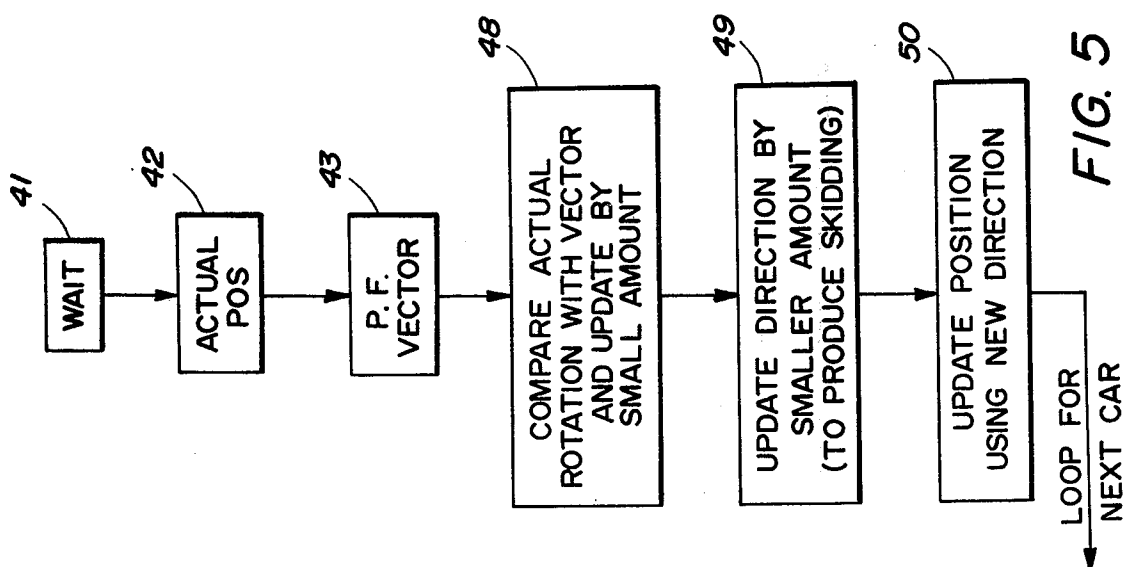 41
WAIT
42
ACTUAL
POS
43
P. F.
VECTOR
48
COMPARE ACTUAL
ROTATION WITH VECTOR
AND UPDATE BY
SMALL AMOUNT
49
UPDATE DIRECTION BY
SMALLER AMOUNT
(TO PRODUCE SKIDDING)
50
UPDATE POSITION
USING NEW DIRECTION
LOOP FOR
NEXT CAR
FIG. 5